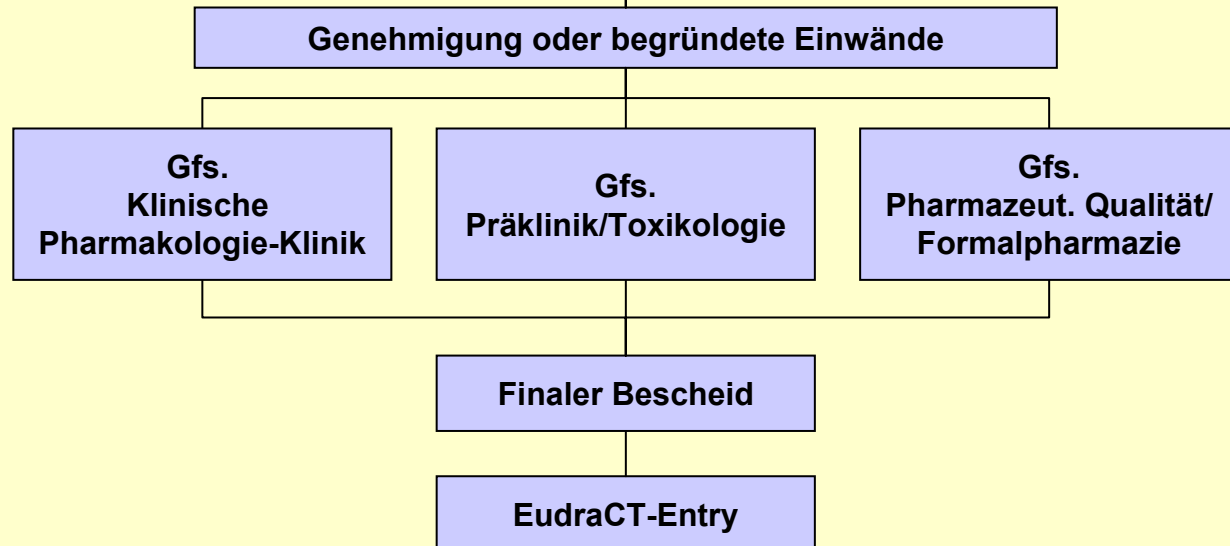 Genehmigung oder begründete Einwände
Gfs.
Klinische
Pharmakologie-Klinik
Gfs.
Präklinik/Toxikologie
Gfs.
Pharmazeut. Qualität/
Formalpharmazie
Finaler Bescheid
EudraCT-Entry